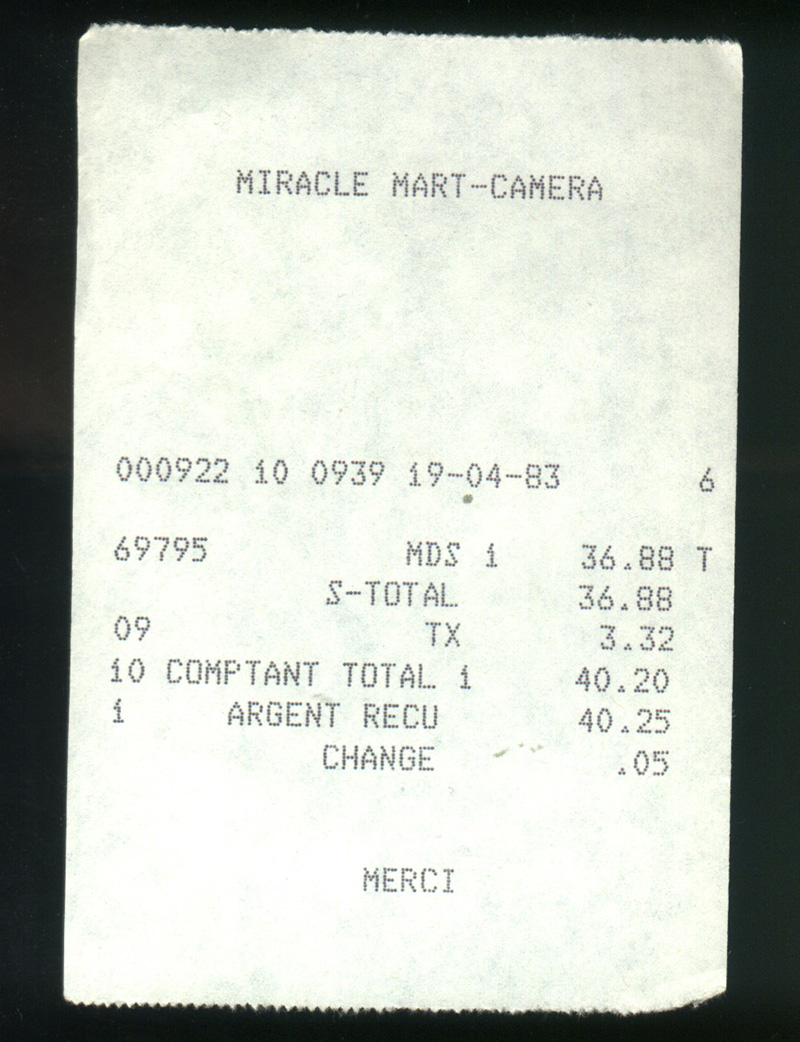 MIRACLE MART-CAMERA
000922 10 0939 19-04-83 6
69795 MDS 1 36.88 T
S-TOTAL 36.88
09 TX 3.32
10 COMPTANT TOTAL 1 40.20
1 ARGENT RECU 40.25
CHANGE .05
MERCI